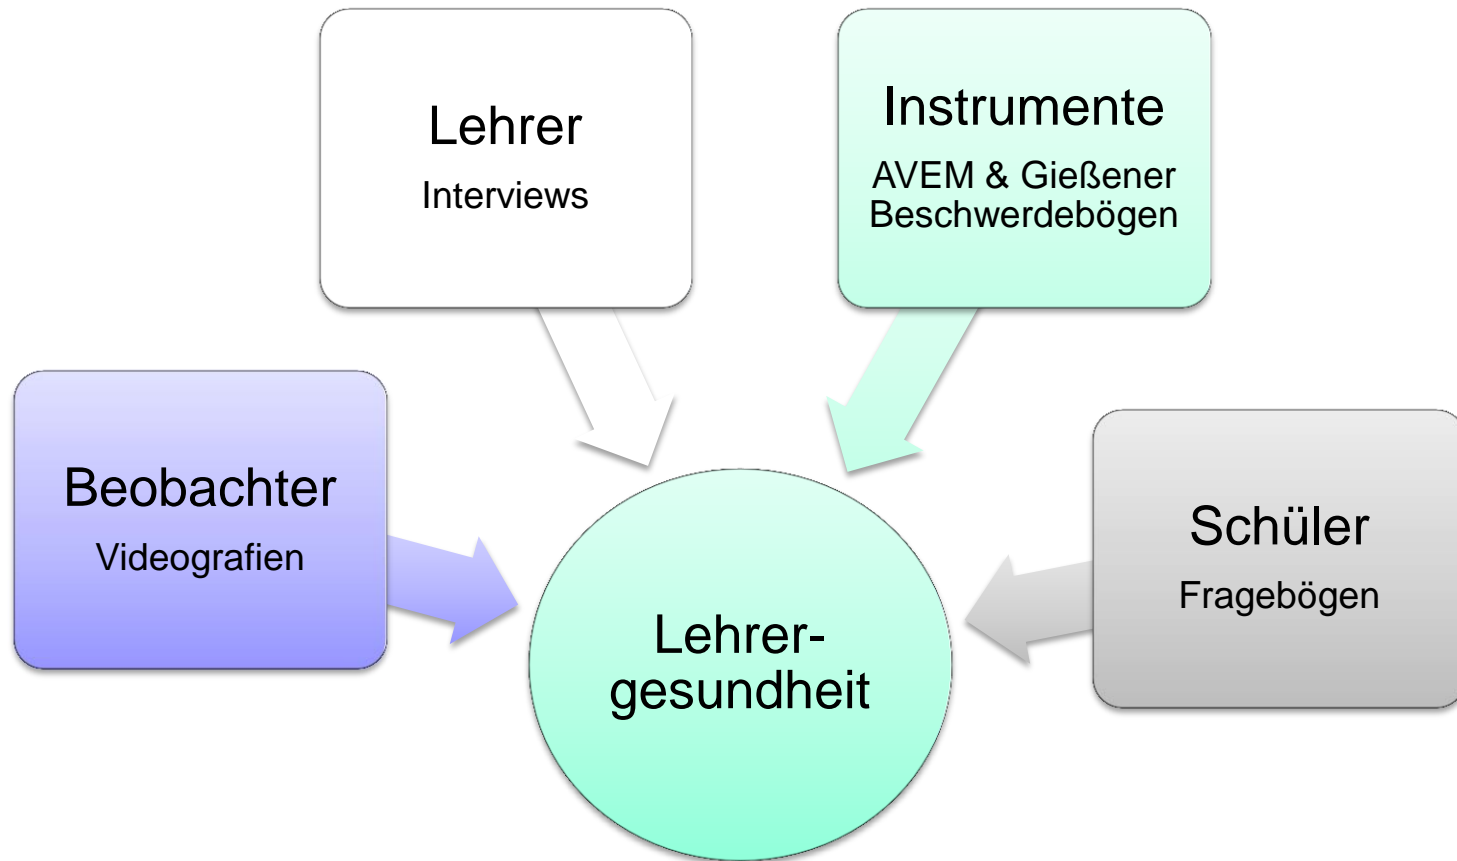 Lehrer
Interviews
Instrumente
AVEM & Gießener
Beschwerdebögen
Beobachter
Videografien
Schüler
Fragebögen
Lehrer-
gesundheit